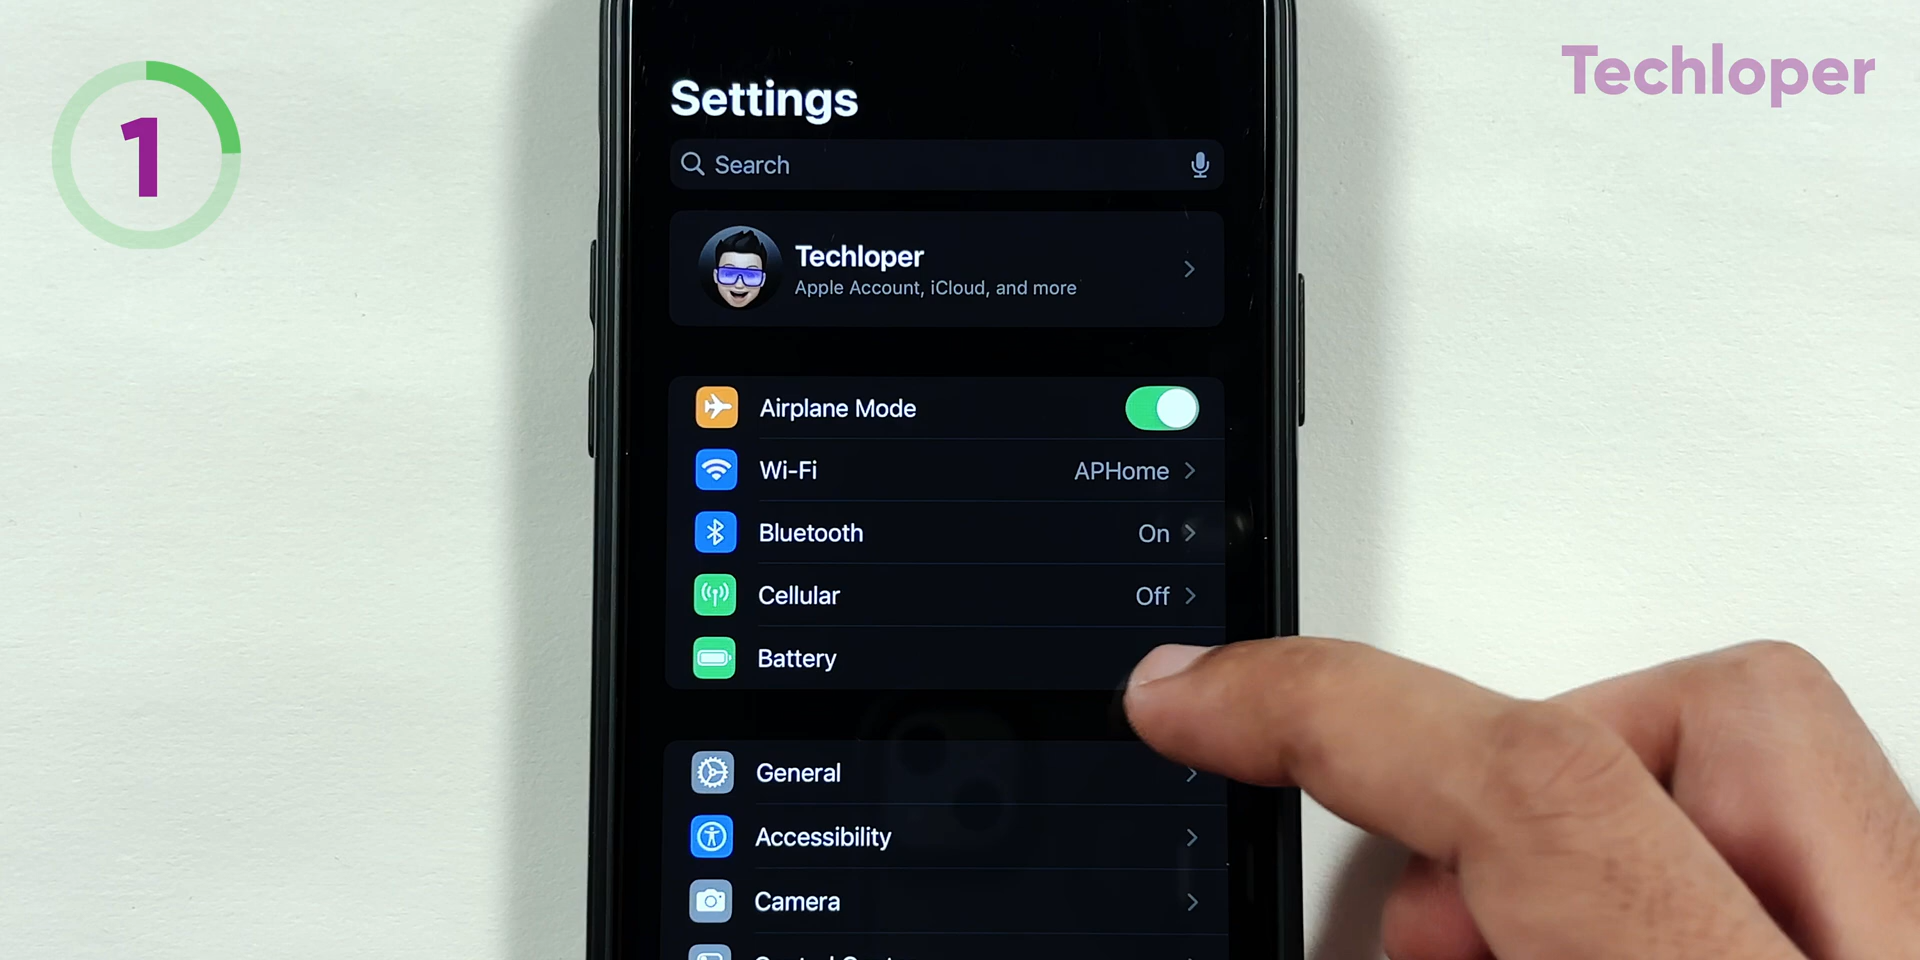 1
Techloper
Settings
Search
Techloper
Apple Account, iCloud, and more
Airplane Mode
Wi-Fi APHome
Bluetooth On
Cellular Off
Battery
General
Accessibility
Camera